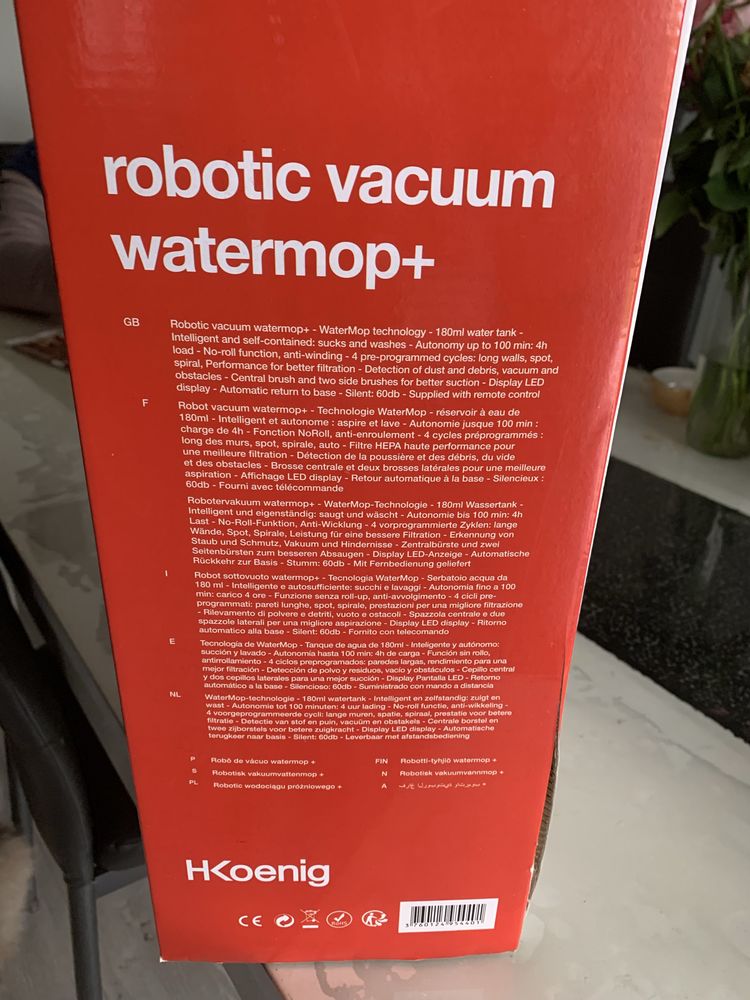 robotic vacuum
watermop+
GB
Robotic vacuum watermop+ - WaterMop technology - 180ml water tank -
Intelligent and self-contained: sucks and washes - Autonomy up to 100 min: 4h
load - No-roll function, anti-winding - 4 pre-programmed cycles: long walls, spot,
spiral, Performance for better filtration - Detection of dust and debris, vacuum and
obstacles - Central brush and two side brushes for better suction - Display LED
display - Automatic return to base - Silent: 60db - Supplied with remote control
F
Robot vacuum watermop+ - Technologie WaterMop - réservoir à eau de
180ml - Intelligent et autonome : aspire et lave - Autonomie jusque 100 min :
charge de 4h - Fonction NoRoll, anti-enroulement - 4 cycles préprogrammés :
long des murs, spot, spirale, auto - Filtre HEPA haute performance pour
une meilleure filtration - Détection de la poussière et des débris, du vide
et des obstacles - Brosse centrale et deux brosses latérales pour une meilleure
aspiration - Affichage LED display - Retour automatique à la base - Silencieux :
60db - Fourni avec télécommande
Robotervakuum watermop+ - WaterMop-Technologie - 180ml Wassertank -
Intelligent und eigenständig: saugt und wäscht - Autonomie bis 100 min: 4h
Last - No-Roll-Funktion, Anti-Wicklung - 4 vorprogrammierte Zyklen: lange
Wände, Spot, Spirale, Leistung für eine bessere Filtration - Erkennung von
Staub und Schmutz, Vakuum und Hindernisse - Zentralbürste und zwei
Seitenbürsten zum besseren Absaugen - Display LED-Anzeige - Automatische
Rückkehr zur Basis - Stumm: 60db - Mit Fernbedienung geliefert
I
Robot sottovuoto watermop+ - Tecnologia WaterMop - Serbatoio acqua da
180 ml - Intelligente e autosufficiente: succhi e lavaggi - Autonomia fino a 100
min: carico 4 ore - Funzione senza roll-up, anti-avvolgimento - 4 cicli pre-
programmati: pareti lunghe, spot, spirale, prestazioni per una migliore filtrazione
- Rilevamento di polvere e detriti, vuoto e ostacoli - Spazzola centrale e due
spazzole laterali per una migliore aspirazione - Display LED display - Ritorno
automatico alla base - Silent: 60db - Fornito con telecomando
E
Tecnología de WaterMop - Tanque de agua de 180ml - Inteligente y autónomo:
succión y lavado - Autonomía hasta 100 min: 4h de carga - Función sin rollo,
antirrollamiento - 4 ciclos preprogramados: paredes largas, rendimiento para una
mejor filtración - Detección de polvo y residuos, vacío y obstáculos - Cepillo central
y dos cepillos laterales para una mejor succión - Display Pantalla LED - Retorno
automático a la base - Silencioso: 60db - Suministrado con mando a distancia
NL
WaterMop-technologie - 180ml watertank - Intelligent en zelfstandig: zuigt en
wast - Autonomie tot 100 minuten: 4 uur lading - No-roll functie, anti-wikkeling -
4 voorgeprogrammeerde cycli: lange muren, spatie, spiraal, prestatie voor betere
filtratie - Detectie van stof en puin, vacuüm en obstakels - Centrale borstel en
twee zijborstels voor betere zuigkracht - Display LED display - Automatische
terugkeer naar basis - Silent: 60db - Leverbaar met afstandsbediening
P Robô de vácuo watermop + FIN Robotti-tyhjiö watermop +
S Robotisk vakuumvattenmop + N Robotisk vakuumvannmop +
PL Robotic wodociągu próżniowego + A
HKoenig
CE RoHS
3 760124 954401